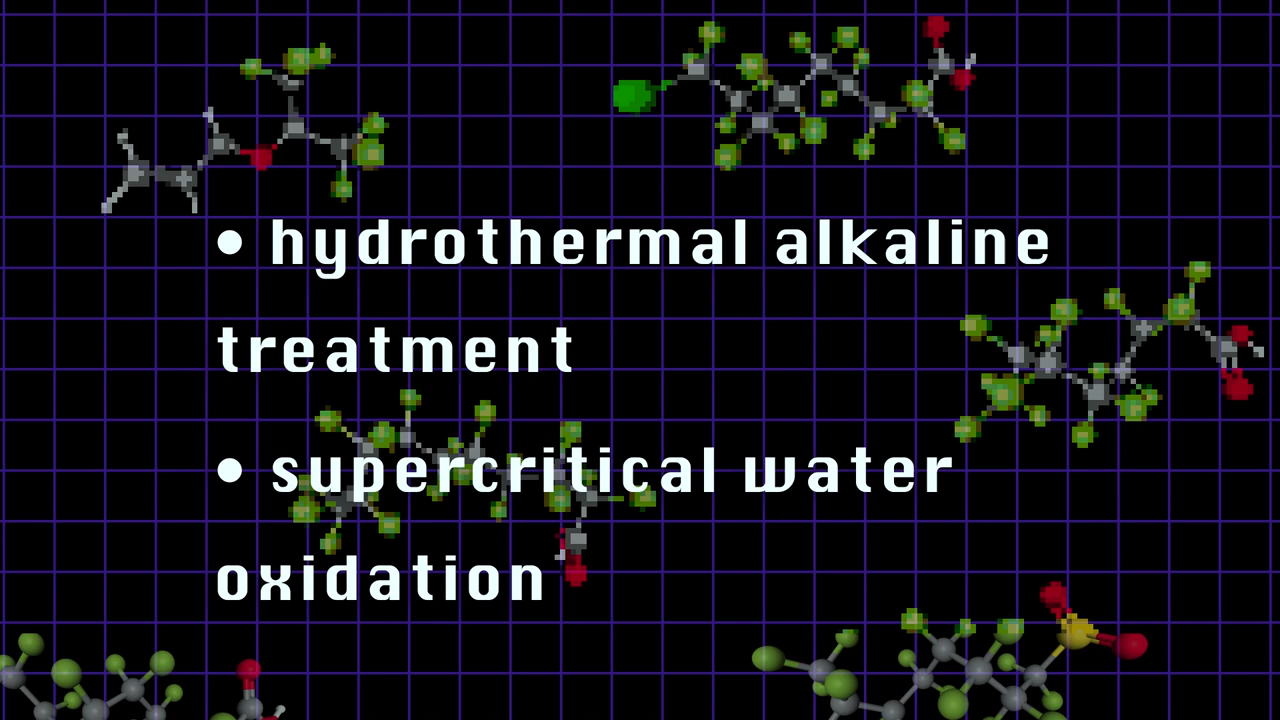 • hydrothermal alkaline
treatment
• supercritical water
oxidation